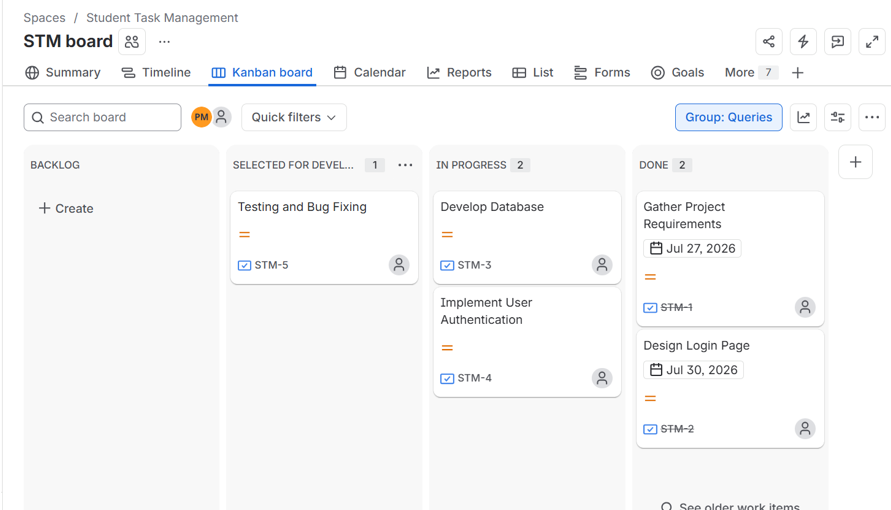 Spaces / Student Task Management
STM board
Summary Timeline Kanban board Calendar Reports List Forms Goals More 7
Search board
PM
Quick filters
Group: Queries
BACKLOG
Create
SELECTED FOR DEVEL... 1
Testing and Bug Fixing
STM-5
IN PROGRESS 2
Develop Database
STM-3
Implement User
Authentication
STM-4
DONE 2
Gather Project
Requirements
Jul 27, 2026
STM-1
Design Login Page
Jul 30, 2026
STM-2
See older work items